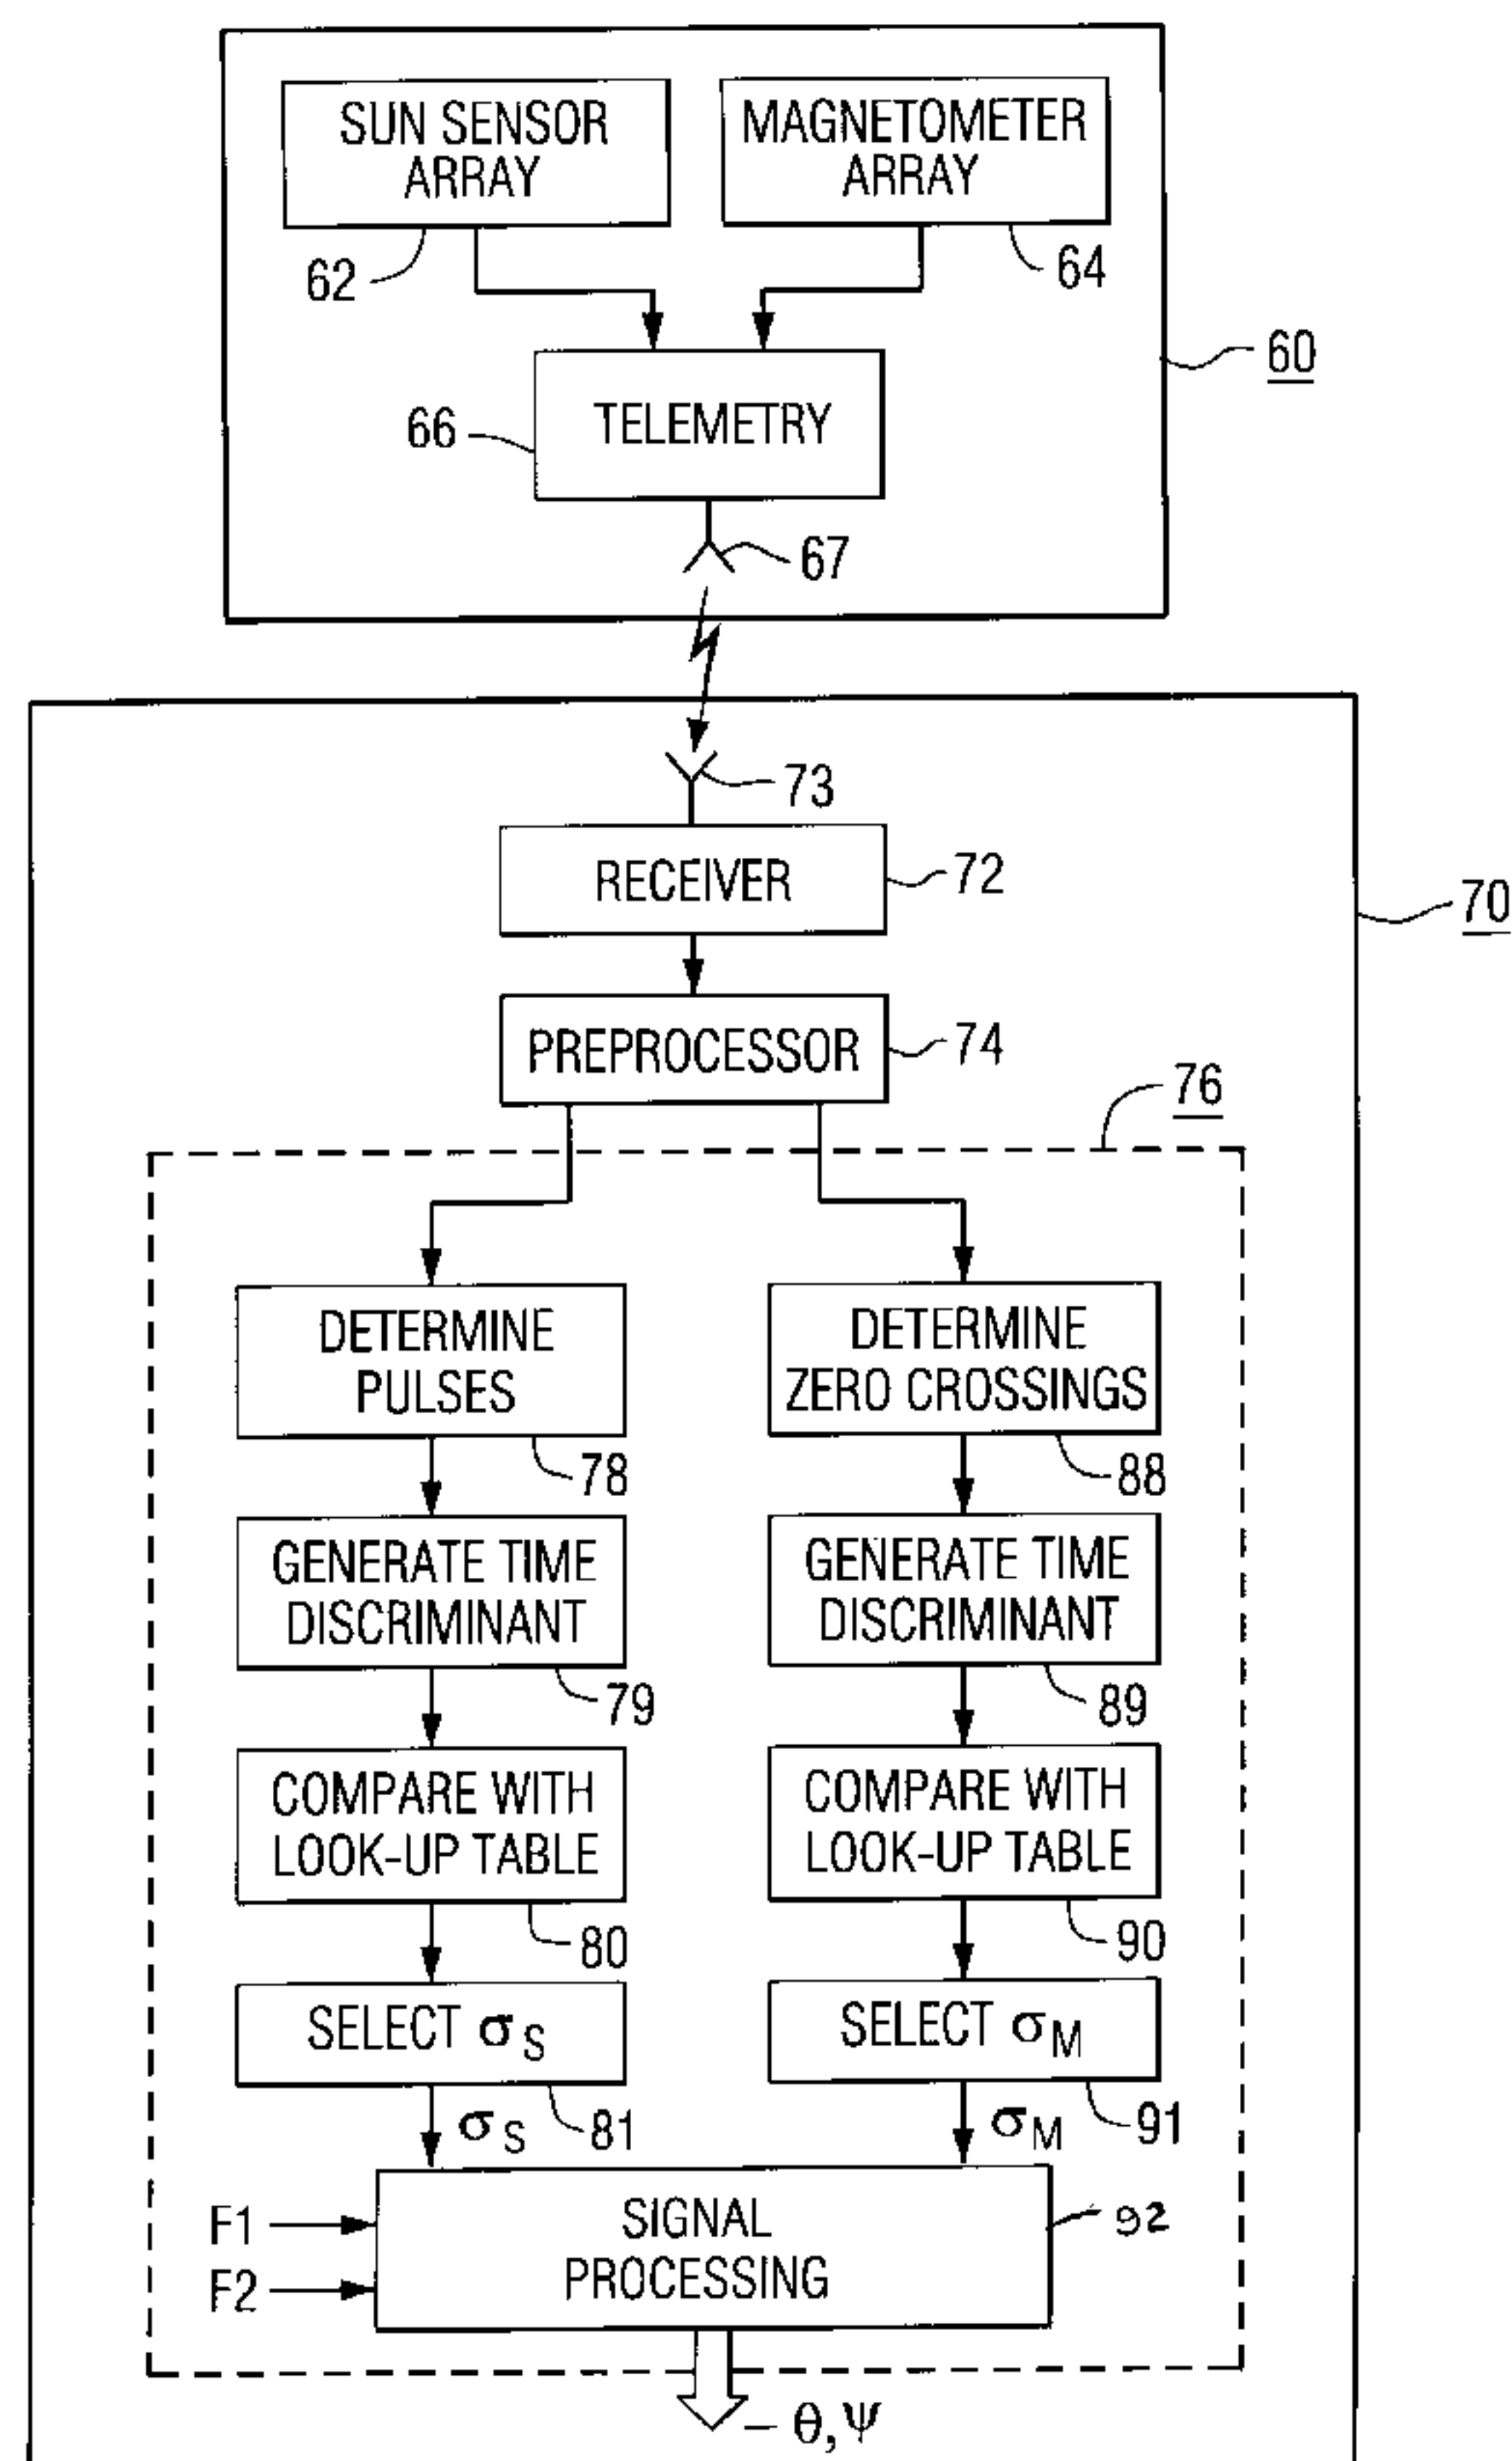 SUN SENSOR
ARRAY
MAGNETOMETER
ARRAY
62
64
60
TELEMETRY
66
67
73
RECEIVER
72
70
PREPROCESSOR
74
76
DETERMINE
PULSES
DETERMINE
ZERO CROSSINGS
78
88
GENERATE TIME
DISCRIMINANT
GENERATE TIME
DISCRIMINANT
79
89
COMPARE WITH
LOOK-UP TABLE
COMPARE WITH
LOOK-UP TABLE
80
90
SELECT σS
SELECT σM
σS
81
σM
91
F1
F2
SIGNAL
PROCESSING
92
θ, Ψ